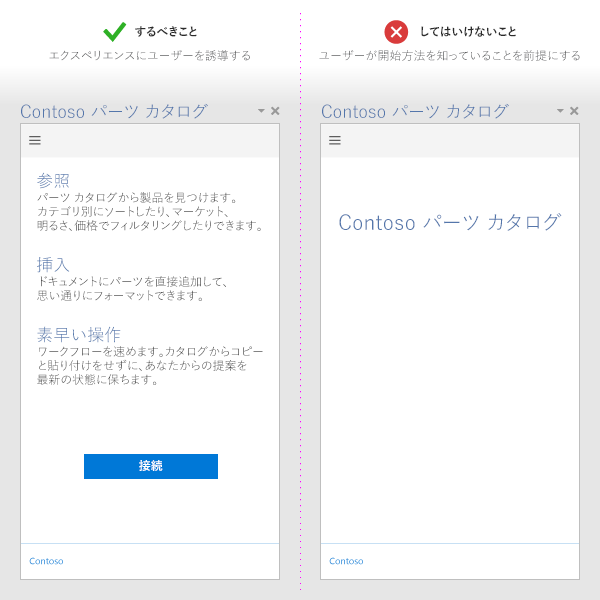 するべきこと
エクスペリエンスにユーザーを誘導する
Contoso パーツ カタログ
参照
パーツ カタログから製品を見つけます。
カテゴリ別にソートしたり、マーケット、
明るさ、価格でフィルタリングしたりできます。
挿入
ドキュメントにパーツを直接追加して、
思い通りにフォーマットできます。
素早い操作
ワークフローを速めます。カタログからコピー
と貼り付けをせずに、あなたからの提案を
最新の状態に保ちます。
接続
Contoso
してはいけないこと
ユーザーが開始方法を知っていることを前提にする
Contoso パーツ カタログ
Contoso パーツ カタログ
Contoso